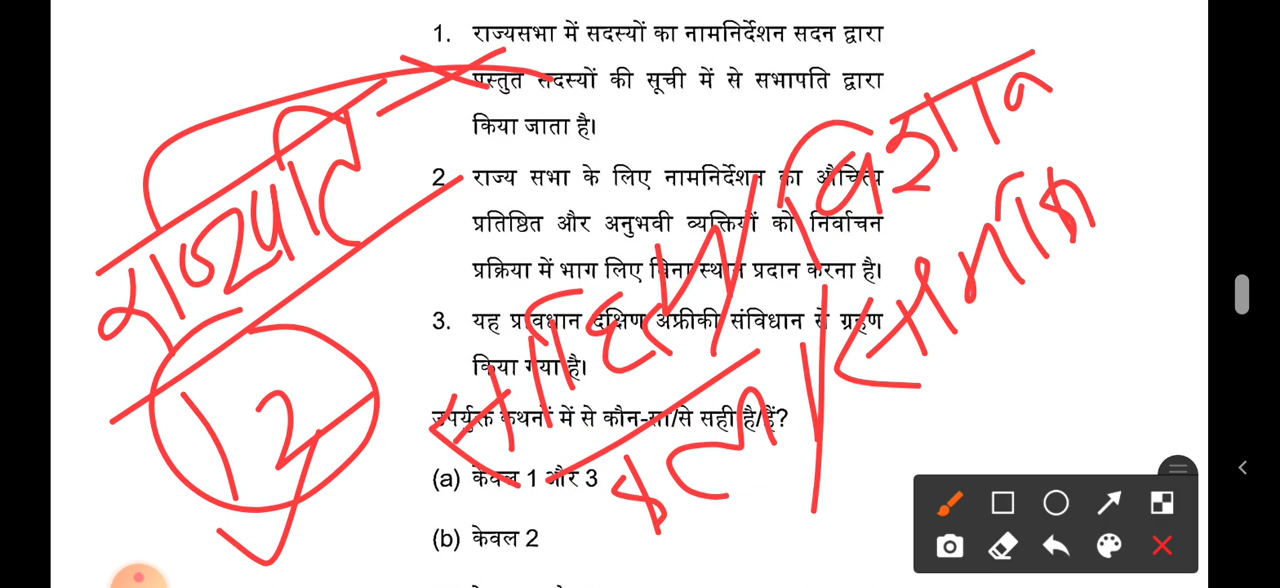 1. राज्यसभा में सदस्यों का नामनिर्देशन सदन द्वारा
प्रस्तुत सदस्यों की सूची में से सभापति द्वारा
किया जाता है।
2. राज्य सभा के लिए नामनिर्देशन का औचित्य
प्रतिष्ठित और अनुभवी व्यक्तियों को निर्वाचन
प्रक्रिया में भाग लिए बिना स्थान प्रदान करना है।
3. यह प्रावधान दक्षिण अफ्रीकी संविधान से ग्रहण
किया गया है।
उपर्युक्त कथनों में से कौन-सा/से सही है/हैं?
(a) केवल 1 और 3
(b) केवल 2
12
साहित्य/विज्ञान
कला/